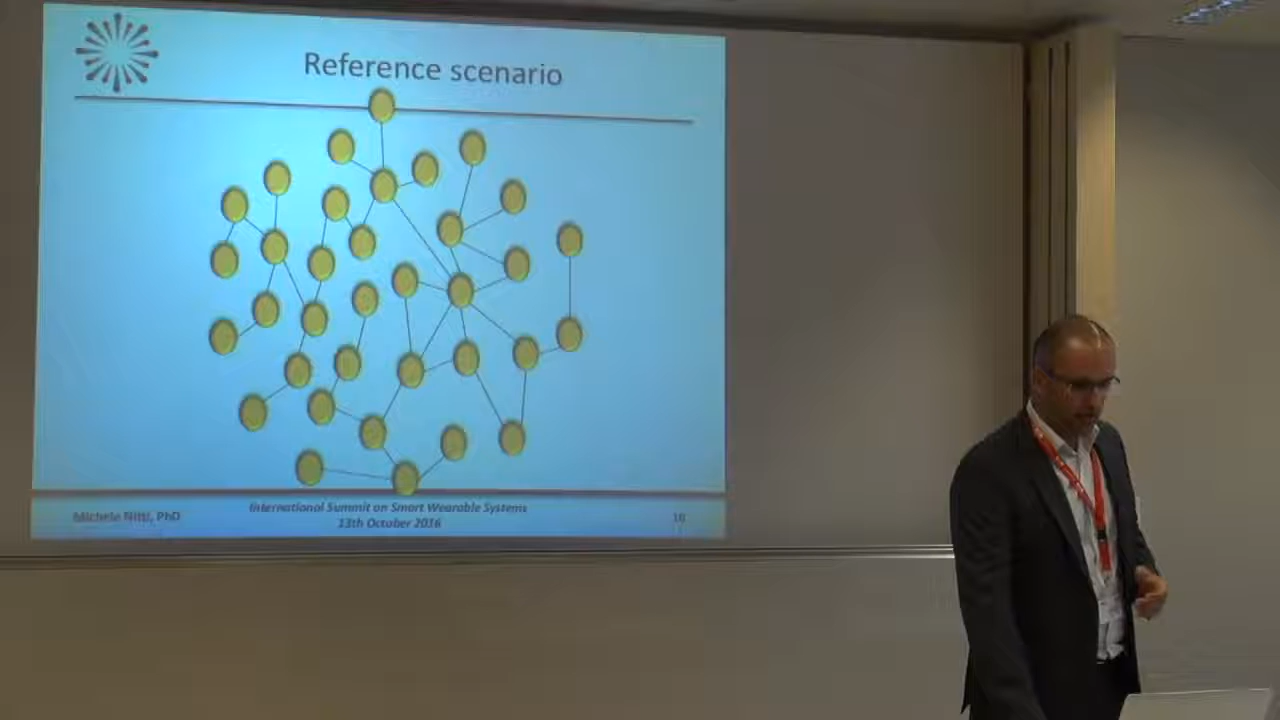 Reference scenario
Michele Nitti, PhD
International Summit on Smart Wearable Systems
13th October 2016
10